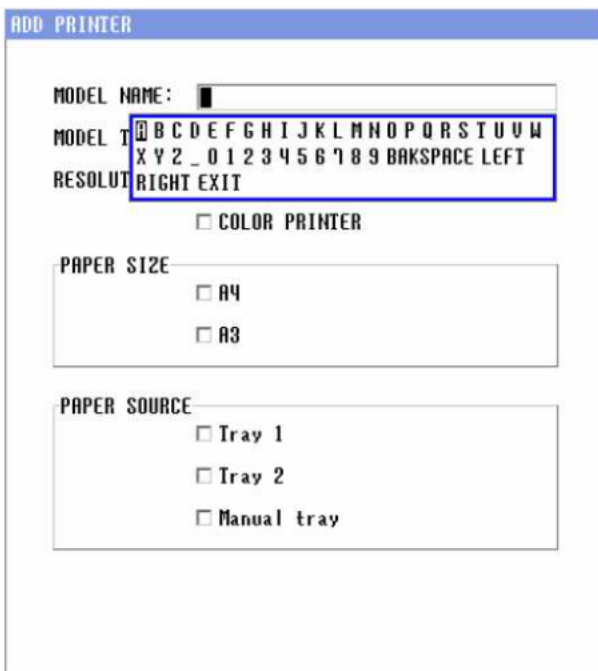 ADD PRINTER
MODEL NAME:
MODEL T
A B C D E F G H I J K L M N O P Q R S T U V W
X Y Z _ 0 1 2 3 4 5 6 7 8 9 BAKSPACE LEFT
RESOLUT
RIGHT EXIT
COLOR PRINTER
PAPER SIZE
A4
A3
PAPER SOURCE
Tray 1
Tray 2
Manual tray